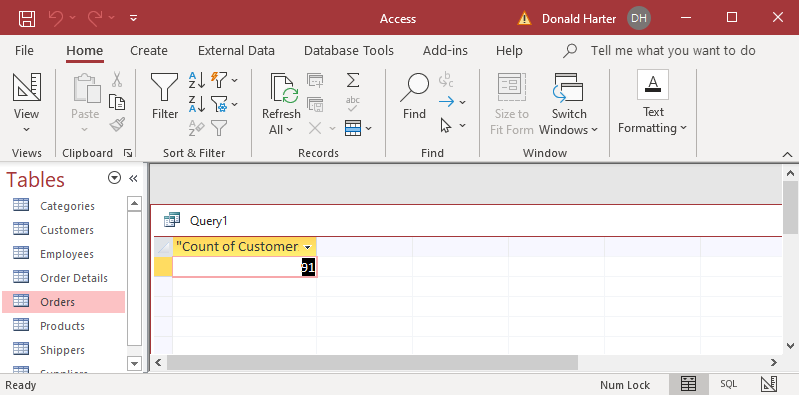 Access
Donald Harter
DH
File Home Create External Data Database Tools Add-ins Help Tell me what you want to do
View
Views
Paste
Clipboard
Filter
Sort & Filter
Refresh All
Records
Find
abc
Find
Size to Fit Form
Switch Windows
Window
Text Formatting
Tables
Categories
Customers
Employees
Order Details
Orders
Products
Shippers
Suppliers
Query1
"Count of Customer
91
Ready
Num Lock
SQL